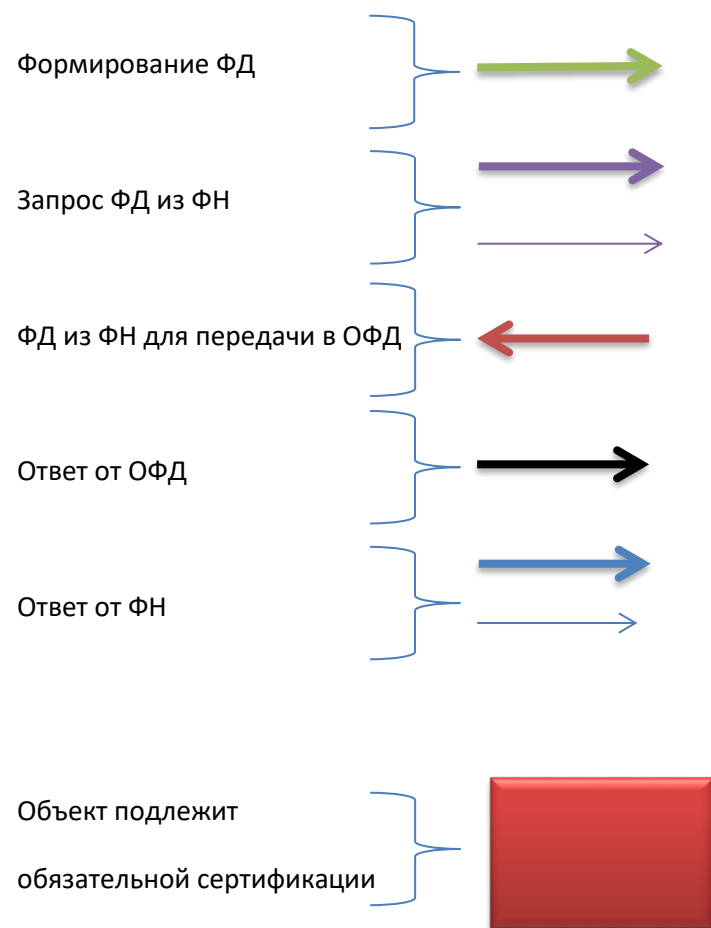 Формирование ФД
Запрос ФД из ФН
ФД из ФН для передачи в ОФД
Ответ от ОФД
Ответ от ФН
Объект подлежит
обязательной сертификации